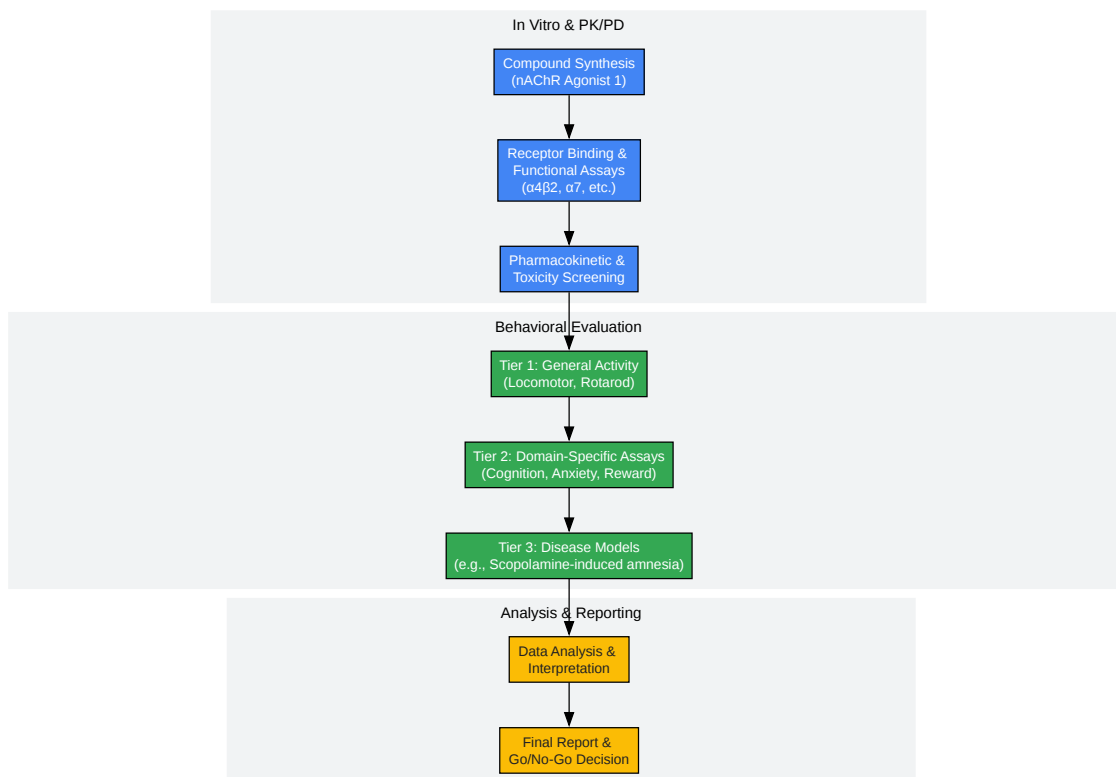 In Vitro & PK/PD
Compound Synthesis
(nAChR Agonist 1)
Receptor Binding &
Functional Assays
(α4β2, α7, etc.)
Pharmacokinetic &
Toxicity Screening
Behavioral Evaluation
Tier 1: General Activity
(Locomotor, Rotarod)
Tier 2: Domain-Specific Assays
(Cognition, Anxiety, Reward)
Tier 3: Disease Models
(e.g., Scopolamine-induced amnesia)
Analysis & Reporting
Data Analysis &
Interpretation
Final Report &
Go/No-Go Decision